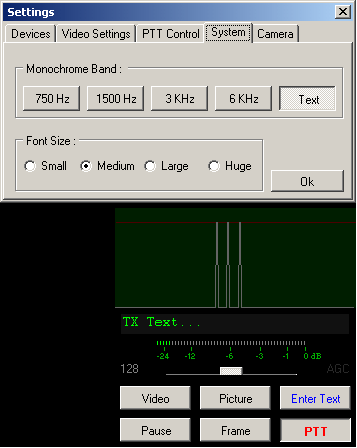 Settings
Devices Video Settings PTT Control System Camera
Monochrome Band :
750 Hz 1500 Hz 3 KHz 6 KHz Text
Font Size :
Small Medium Large Huge
Ok
TX Text...
-24 -12 -6 -3 -1 0 dB
128 AGC
Video Picture Enter Text
Pause Frame PTT